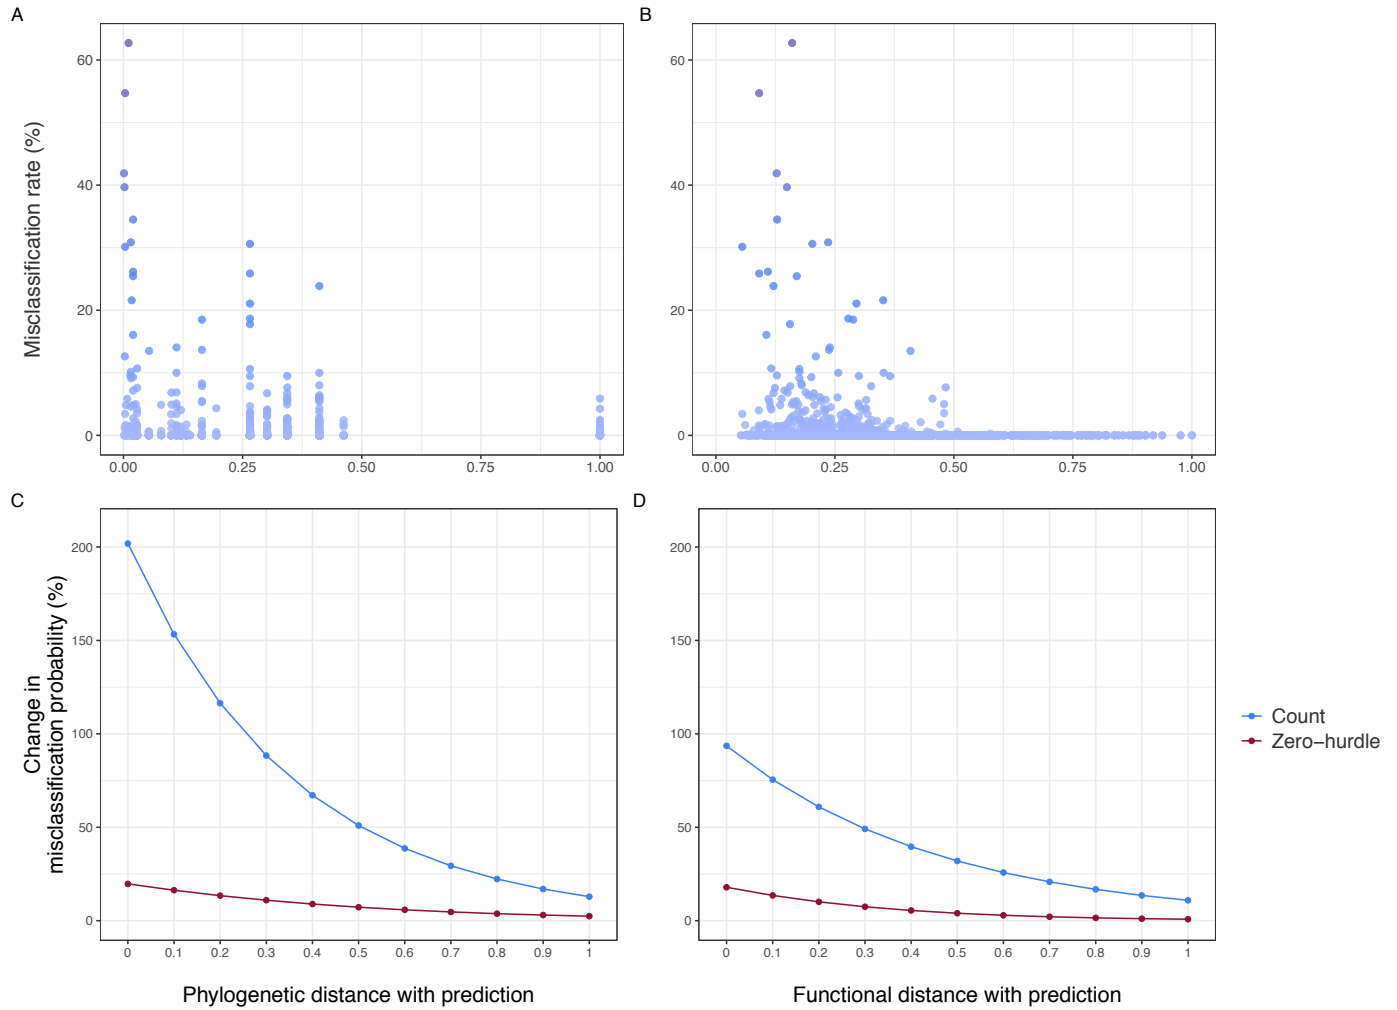 A
B
Misclassification rate (%)
60
40
20
0
0.00 0.25 0.50 0.75 1.00
60
40
20
0
0.00 0.25 0.50 0.75 1.00
C
D
Change in
misclassification probability (%)
200
150
100
50
0
0 0.1 0.2 0.3 0.4 0.5 0.6 0.7 0.8 0.9 1
Phylogenetic distance with prediction
200
150
100
50
0
0 0.1 0.2 0.3 0.4 0.5 0.6 0.7 0.8 0.9 1
Functional distance with prediction
Count
Zero−hurdle